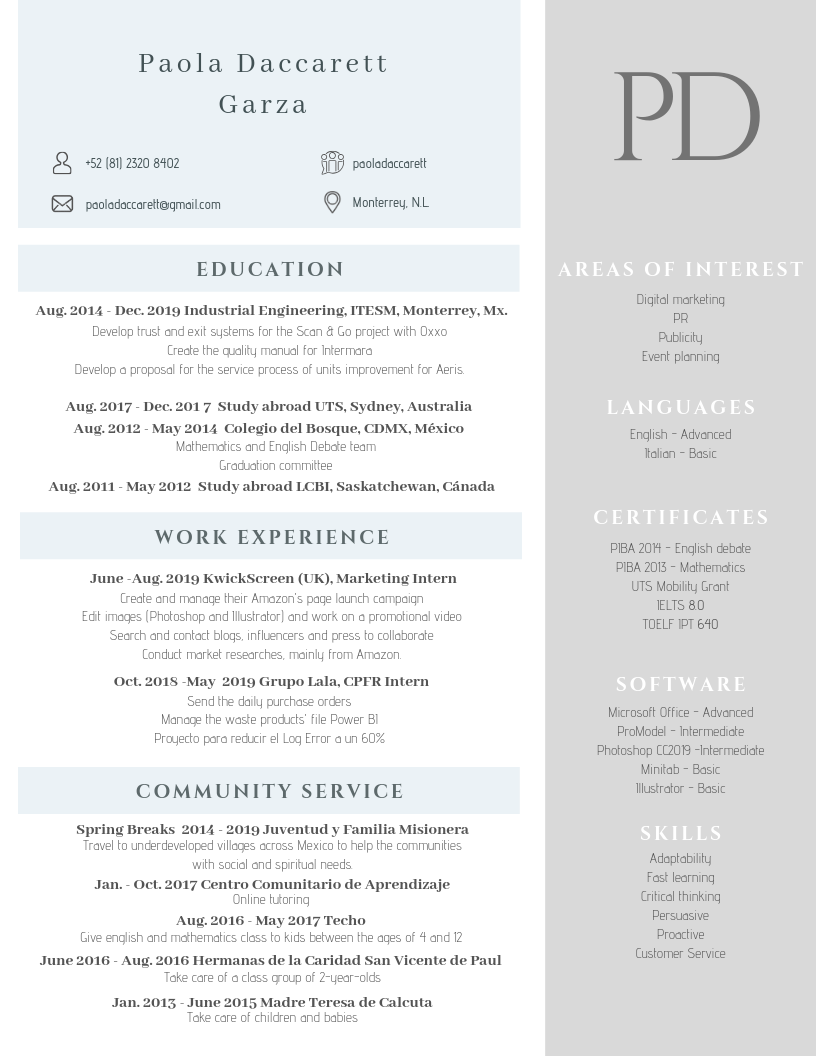 Paola Daccarett
Garza
+52 (81) 2320 8402
paoladaccarett
paoladaccarett@gmail.com
Monterrey, N.L
EDUCATION
Aug. 2014 - Dec. 2019 Industrial Engineering, ITESM, Monterrey, Mx.
Develop trust and exit systems for the Scan & Go project with Oxxo
Create the quality manual for Intermara
Develop a proposal for the service process of units improvement for Aeris.
Aug. 2017 - Dec. 201 7 Study abroad UTS, Sydney, Australia
Aug. 2012 - May 2014 Colegio del Bosque, CDMX, México
Mathematics and English Debate team
Graduation committee
Aug. 2011 - May 2012 Study abroad LCBI, Saskatchewan, Cánada
WORK EXPERIENCE
June -Aug. 2019 KwickScreen (UK), Marketing Intern
Create and manage their Amazon's page launch campaign
Edit images (Photoshop and Illustrator) and work on a promotional video
Search and contact blogs, influencers and press to collaborate
Conduct market researches, mainly from Amazon.
Oct. 2018 -May 2019 Grupo Lala, CPFR Intern
Send the daily purchase orders
Manage the waste products' file Power BI
Proyecto para reducir el Log Error a un 60%
COMMUNITY SERVICE
Spring Breaks 2014 - 2019 Juventud y Familia Misionera
Travel to underdeveloped villages across Mexico to help the communities
with social and spiritual needs.
Jan. - Oct. 2017 Centro Comunitario de Aprendizaje
Online tutoring
Aug. 2016 - May 2017 Techo
Give english and mathematics class to kids between the ages of 4 and 12
June 2016 - Aug. 2016 Hermanas de la Caridad San Vicente de Paul
Take care of a class group of 2-year-olds
Jan. 2013 - June 2015 Madre Teresa de Calcuta
Take care of children and babies
PD
AREAS OF INTEREST
Digital marketing
PR
Publicity
Event planning
LANGUAGES
English - Advanced
Italian - Basic
CERTIFICATES
PIBA 2014 - English debate
PIBA 2013 - Mathematics
UTS Mobility Grant
IELTS 8.0
TOELF IPT 640
SOFTWARE
Microsoft Office - Advanced
ProModel - Intermediate
Photoshop CC2019 -Intermediate
Minitab - Basic
Illustrator - Basic
SKILLS
Adaptability
Fast learning
Critical thinking
Persuasive
Proactive
Customer Service